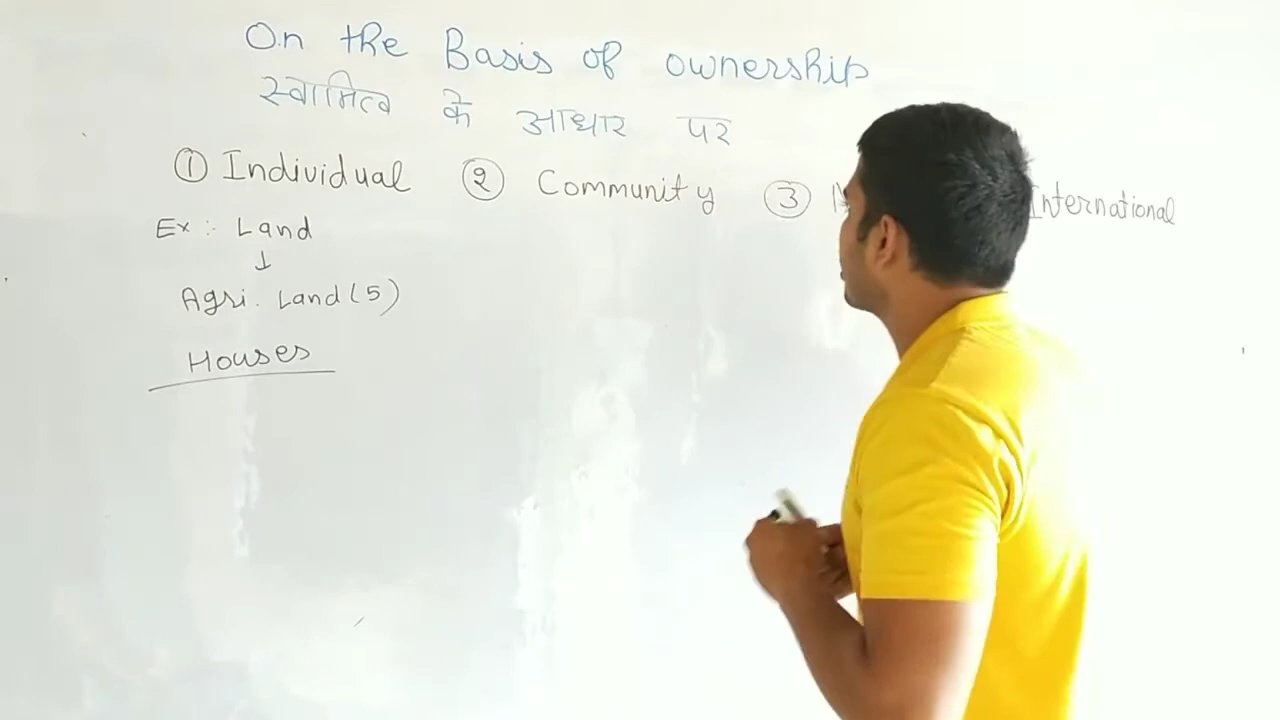 On the Basis of ownership
स्वामित्व के आधार पर
① Individual ② Community ③ International
Ex : Land
↓
Agri. Land (5)
Houses